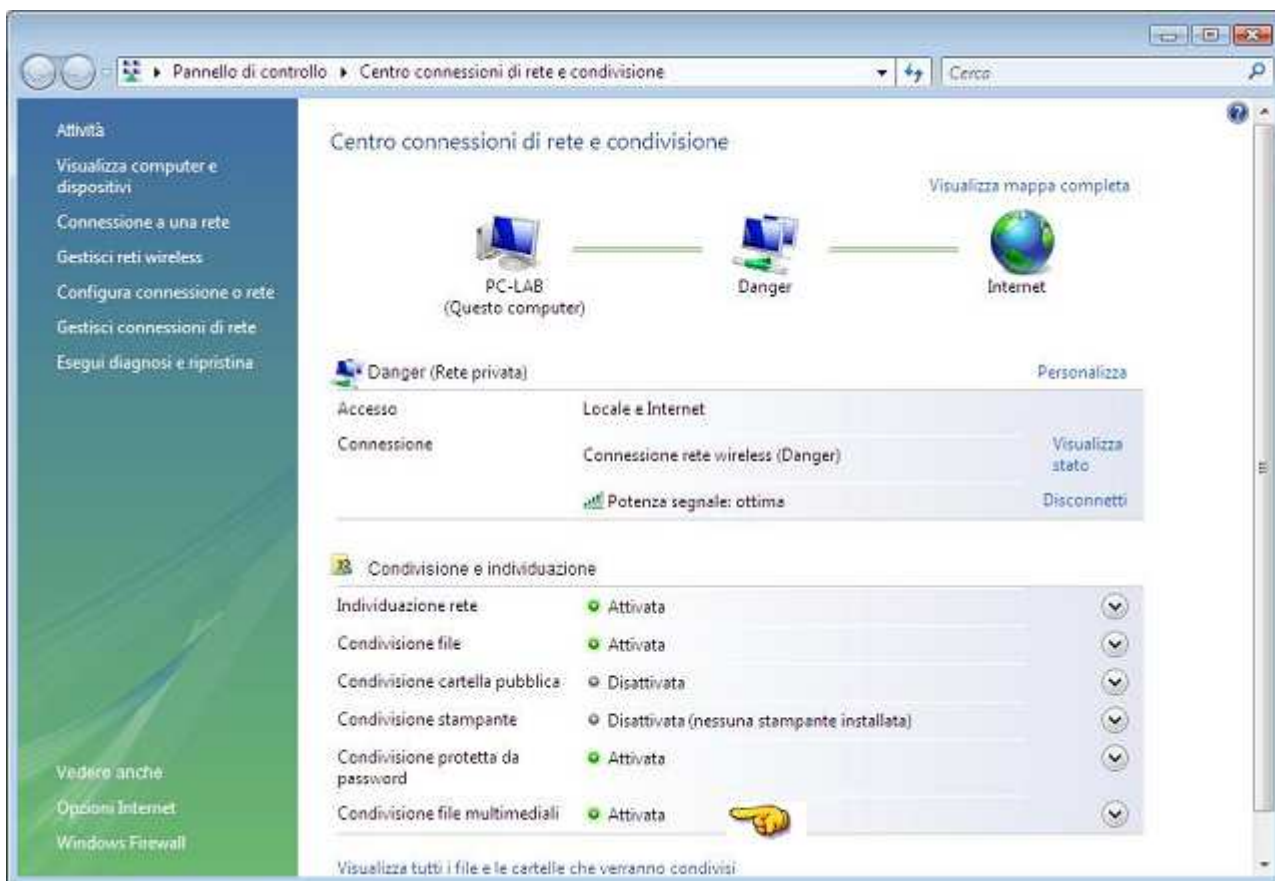 Pannello di controllo ▸ Centro connessioni di rete e condivisione
Cerca
Attività
Visualizza computer e
dispositivi
Connessione a una rete
Gestisci reti wireless
Configura connessione o rete
Gestisci connessioni di rete
Esegui diagnosi e ripristina
Vedere anche
Opzioni Internet
Windows Firewall
Centro connessioni di rete e condivisione
Visualizza mappa completa
PC-LAB
(Questo computer)
Danger
Internet
Danger (Rete privata)
Personalizza
Accesso
Locale e Internet
Connessione
Connessione rete wireless (Danger)
Visualizza
stato
Potenza segnale: ottima
Disconnetti
Condivisione e individuazione
Individuazione rete
Attivata
Condivisione file
Attivata
Condivisione cartella pubblica
Disattivata
Condivisione stampante
Disattivata (nessuna stampante installata)
Condivisione protetta da
password
Attivata
Condivisione file multimediali
Attivata
Visualizza tutti i file e le cartelle che verranno condivisi